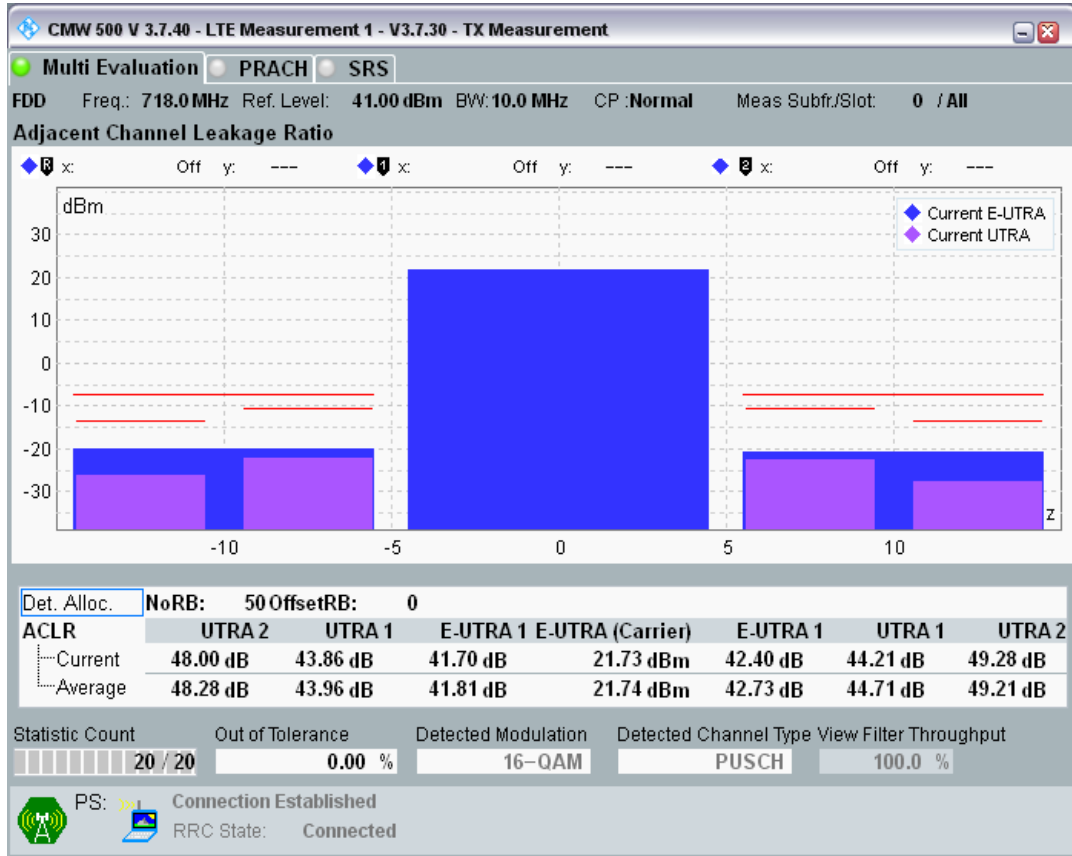 CMW 500 V 3.7.40 - LTE Measurement 1 - V3.7.30 - TX Measurement
Multi Evaluation PRACH SRS
FDD Freq.: 718.0 MHz Ref. Level: 41.00 dBm BW: 10.0 MHz CP :Normal Meas Subfr./Slot: 0 / All
Adjacent Channel Leakage Ratio
R x: Off y: --- 1 x: Off y: --- 2 x: Off y: ---
dBm
Current E-UTRA
Current UTRA
30
20
10
0
-10
-20
-30
z
-10 -5 0 5 10
Det. Alloc. NoRB: 50 OffsetRB: 0
ACLR UTRA 2 UTRA 1 E-UTRA 1 E-UTRA (Carrier) E-UTRA 1 UTRA 1 UTRA 2
Current 48.00 dB 43.86 dB 41.70 dB 21.73 dBm 42.40 dB 44.21 dB 49.28 dB
Average 48.28 dB 43.96 dB 41.81 dB 21.74 dBm 42.73 dB 44.71 dB 49.21 dB
Statistic Count Out of Tolerance Detected Modulation Detected Channel Type View Filter Throughput
20 / 20 0.00 % 16-QAM PUSCH 100.0 %
PS: Connection Established
RRC State: Connected